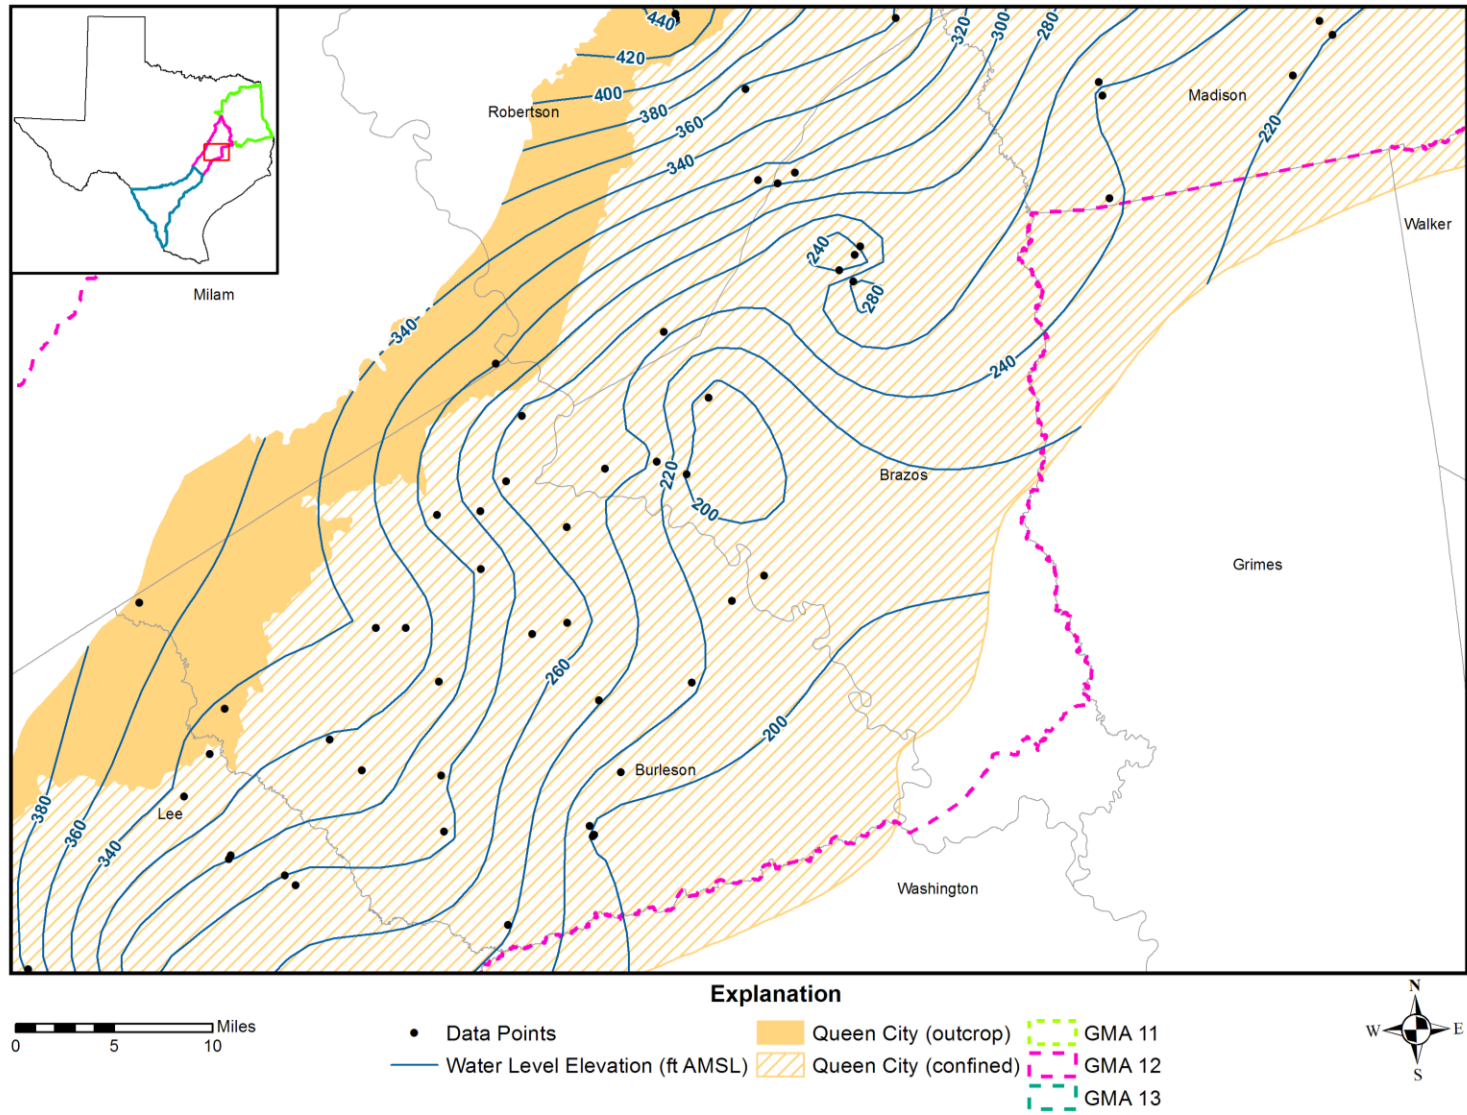 440
420
400
380
360
340
320
300
280
Robertson
Madison
220
Walker
Milam
240
280
340
240
220
200
Brazos
Grimes
260
200
Burleson
380
360
340
Lee
Washington
Explanation
Miles
0 5 10
Data Points
Water Level Elevation (ft AMSL)
Queen City (outcrop)
Queen City (confined)
GMA 11
GMA 12
GMA 13
N
W E
S